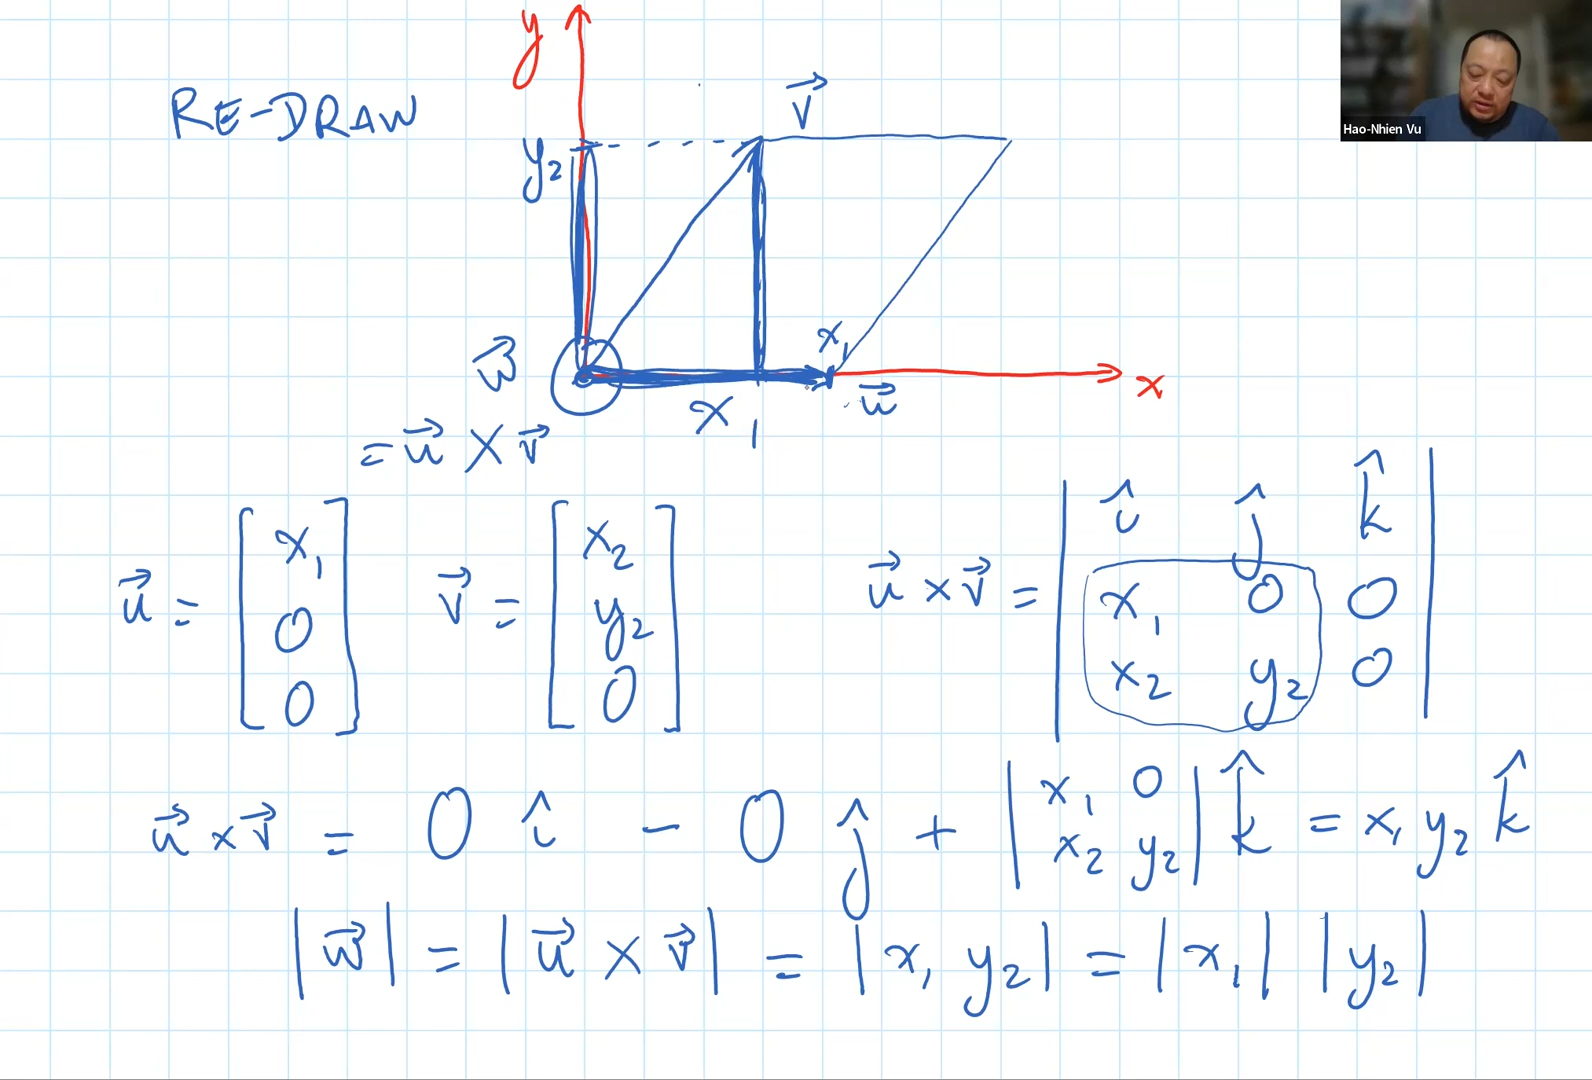 y
Hao-Nhien Vu
RE-DRAW
v⃗
y₂
w⃗
x₁
x
x₁
u⃗
= u⃗ × v⃗
u⃗ = [x₁ 0 0] v⃗ = [x₂ y₂ 0] u⃗ × v⃗ = | î ĵ k̂ |
| x₁ 0 0 |
| x₂ y₂ 0 |
u⃗ × v⃗ = 0 î − 0 ĵ + | x₁ 0 | k̂ = x₁ y₂ k̂
| x₂ y₂ |
|w⃗| = |u⃗ × v⃗| = |x₁ y₂| = |x₁| |y₂|